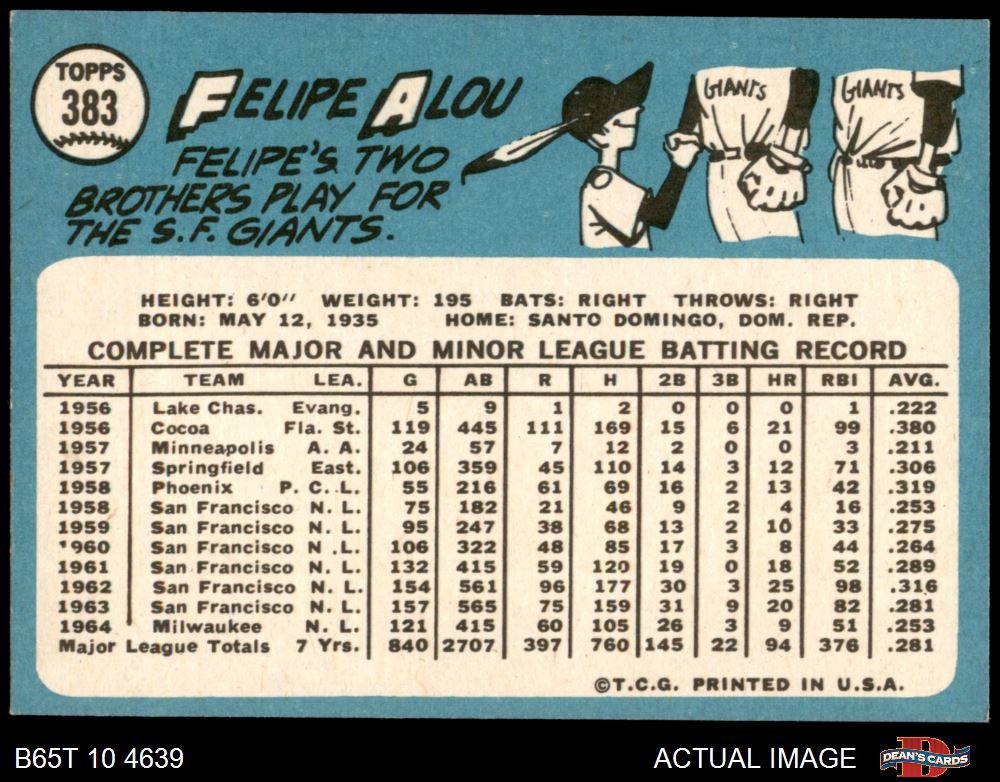 TOPPS
383
FELIPE ALOU
FELIPE'S TWO
BROTHERS PLAY FOR
THE S.F. GIANTS.
GIANTS GIANTS
HEIGHT: 6'0" WEIGHT: 195 BATS: RIGHT THROWS: RIGHT
BORN: MAY 12, 1935 HOME: SANTO DOMINGO, DOM. REP.
COMPLETE MAJOR AND MINOR LEAGUE BATTING RECORD
YEAR TEAM LEA. G AB R H 2B 3B HR RBI AVG.
1956 Lake Chas. Evang. 5 9 1 2 0 0 0 1 .222
1956 Cocoa Fla. St. 119 445 111 169 15 6 21 99 .380
1957 Minneapolis A. A. 24 57 7 12 2 0 0 3 .211
1957 Springfield East. 106 359 45 110 14 3 12 71 .306
1958 Phoenix P. C. L. 55 216 61 69 16 2 13 42 .319
1958 San Francisco N. L. 75 182 21 46 9 2 4 16 .253
1959 San Francisco N. L. 95 247 38 68 13 2 10 33 .275
1960 San Francisco N .L. 106 322 48 85 17 3 8 44 .264
1961 San Francisco N. L. 132 415 59 120 19 0 18 52 .289
1962 San Francisco N. L. 154 561 96 177 30 3 25 98 .316
1963 San Francisco N. L. 157 565 75 159 31 9 20 82 .281
1964 Milwaukee N. L. 121 415 60 105 26 3 9 51 .253
Major League Totals 7 Yrs. 840 2707 397 760 145 22 94 376 .281
©T.C.G. PRINTED IN U.S.A.
B65T 10 4639 ACTUAL IMAGE DEAN'S CARDS